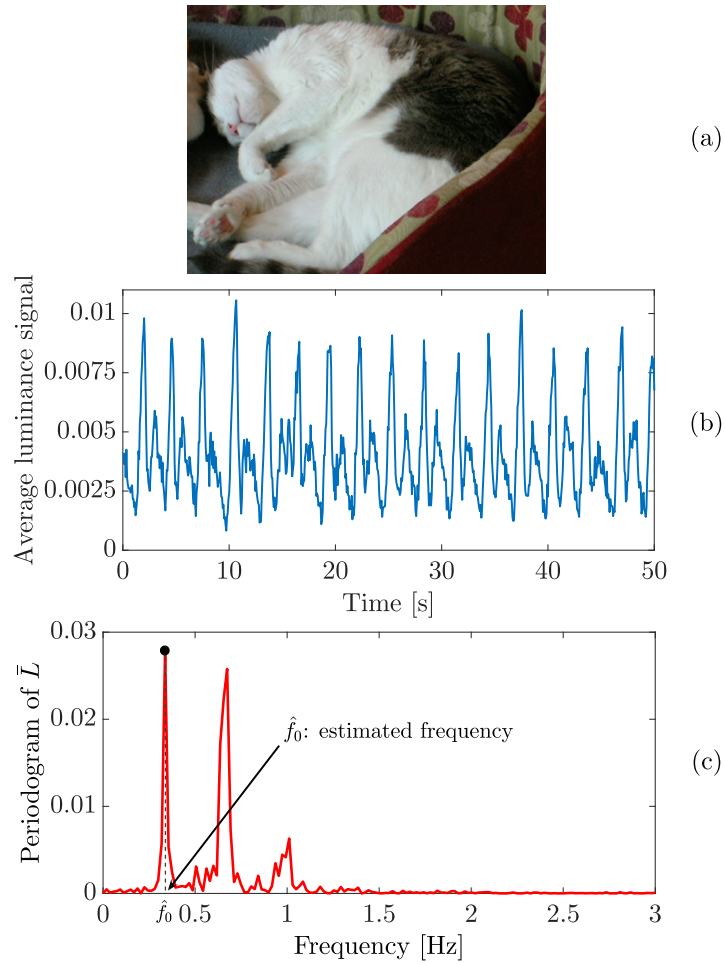 (a)
Average luminance signal
0.01
0.0075
0.005
0.0025
0
0 10 20 30 40 50
Time [s]
(b)
Periodogram of L̿
0.03
0.02
0.01
0
f̂₀: estimated frequency
0 f̂₀ 0.5 1 1.5 2 2.5 3
Frequency [Hz]
(c)